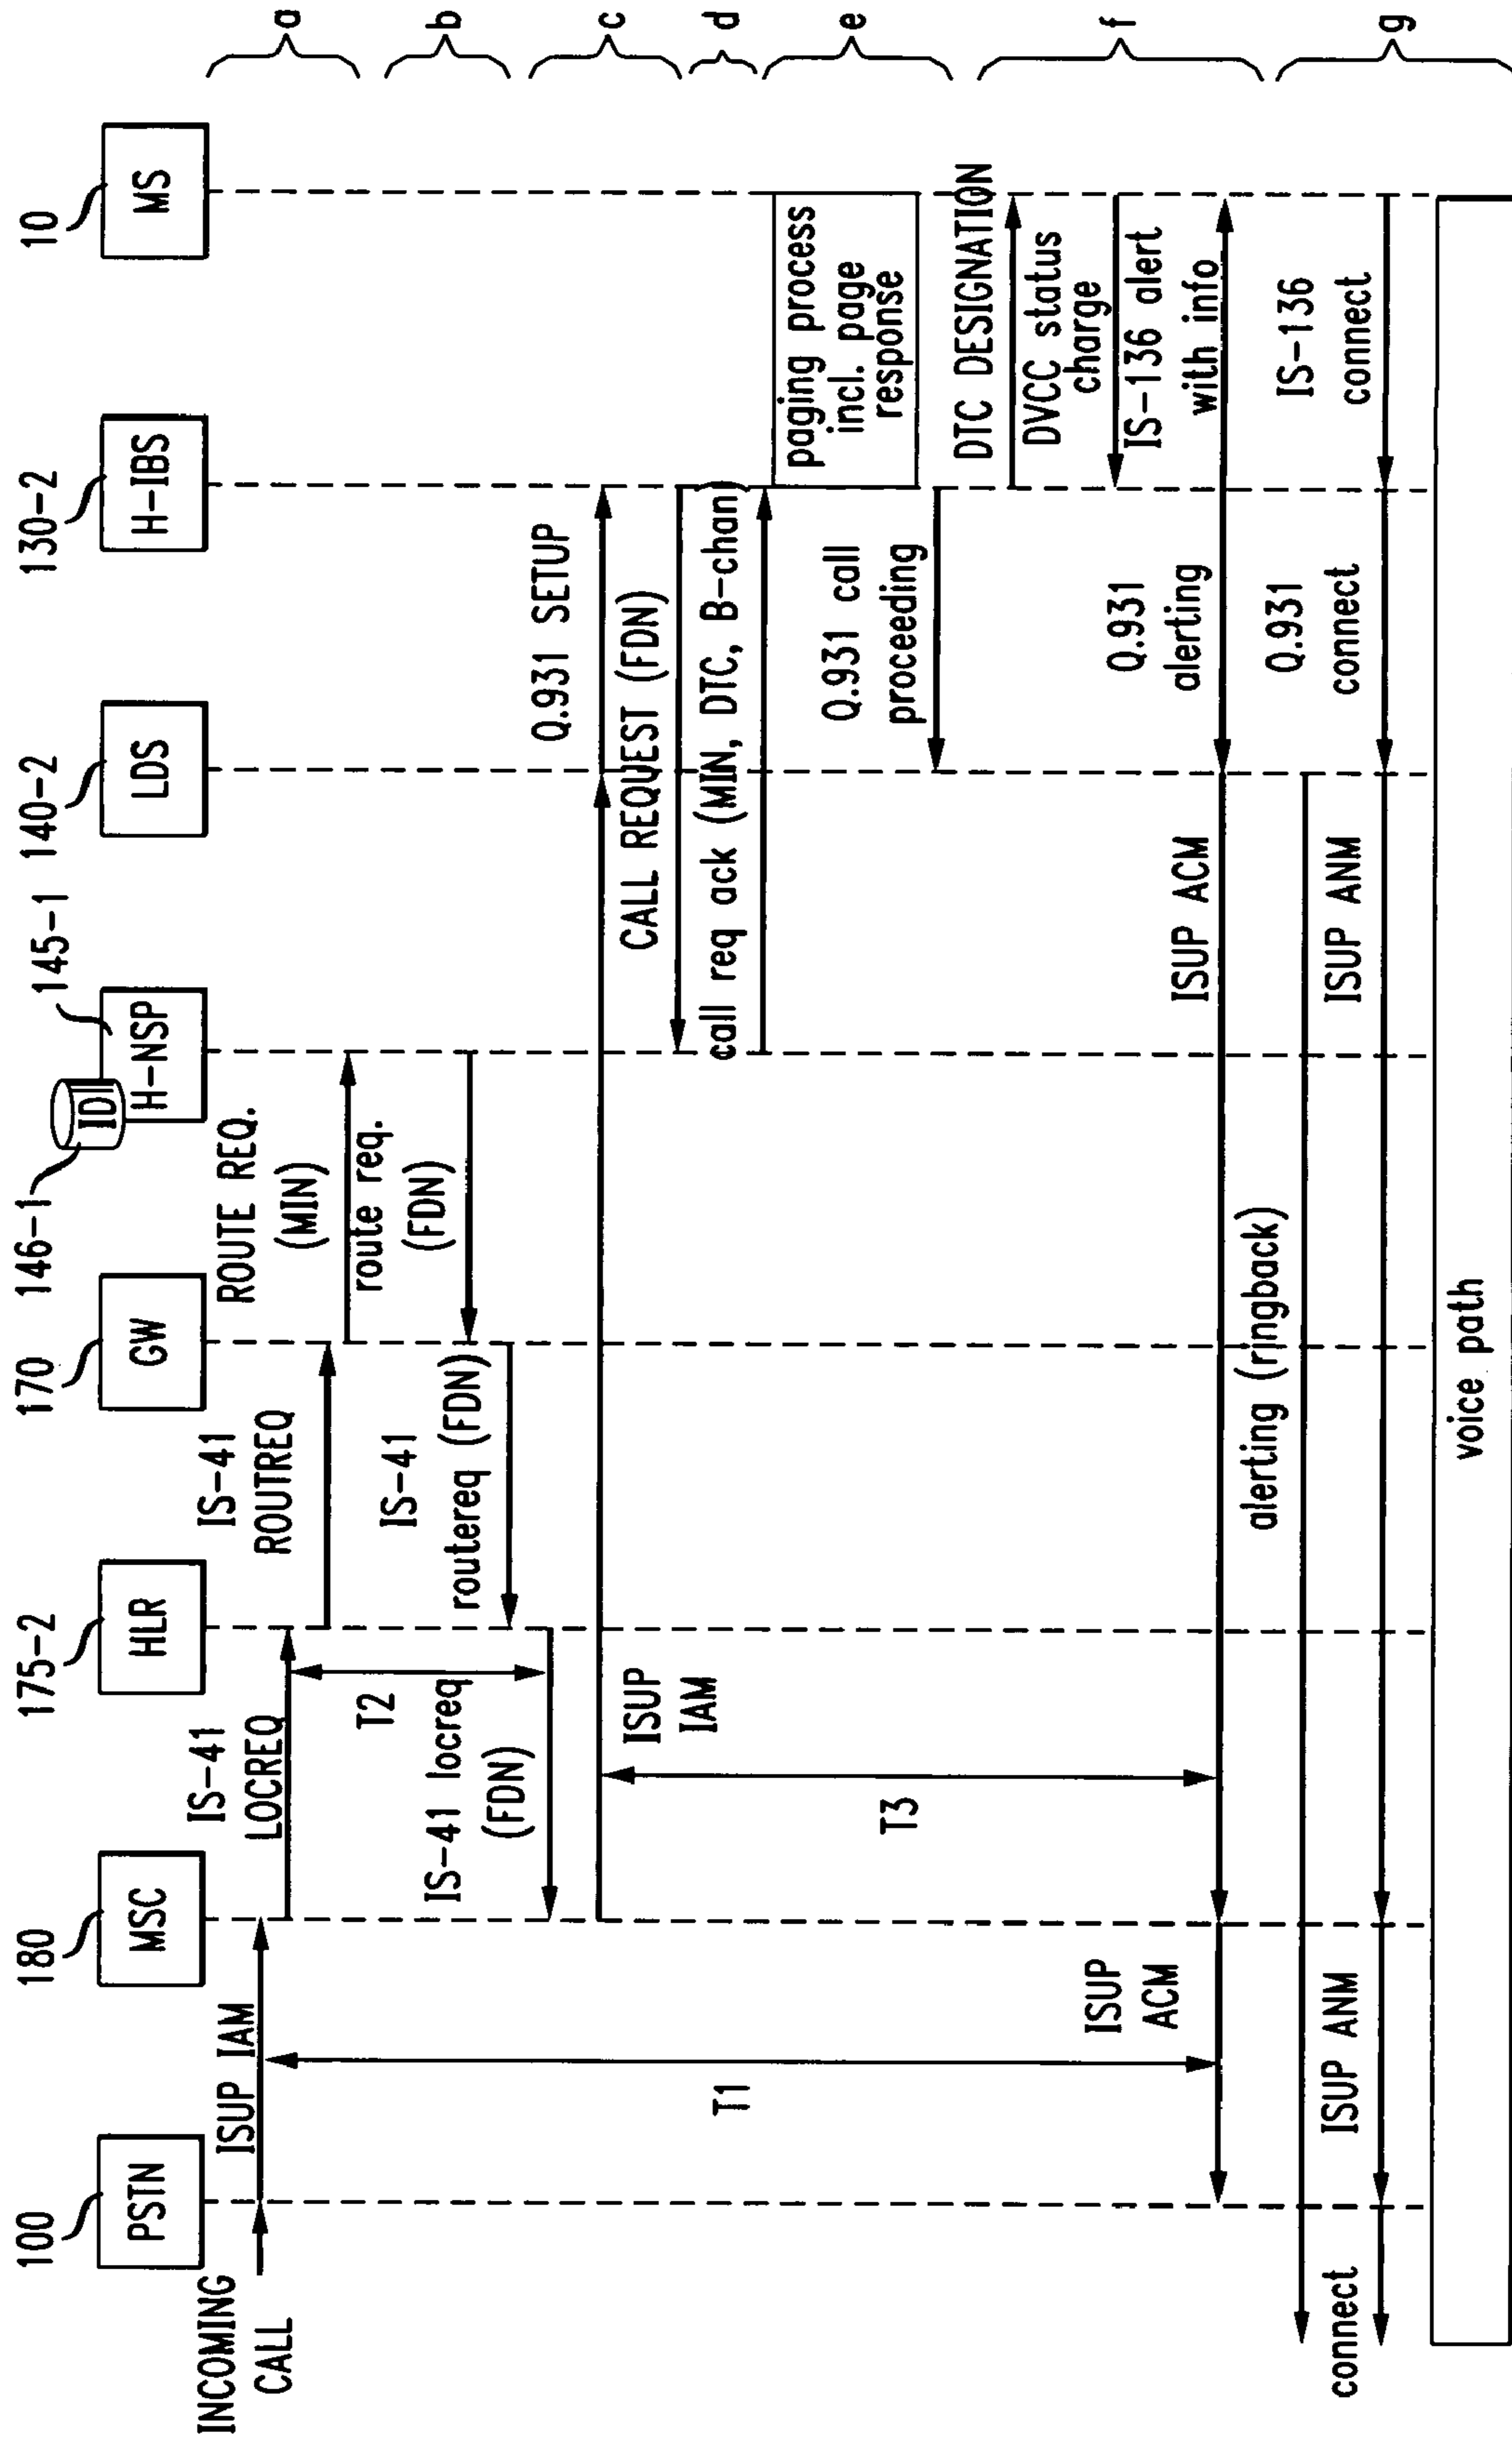 100
180
175-2
170
146-1
145-1
140-2
130-2
10
PSTN
MSC
HLR
GW
ID
H-NSP
LDS
H-IBS
MS
INCOMING
CALL
ISUP IAM
IS-41
LOCREQ
IS-41
ROUTREQ
ROUTE REQ.
(MIN)
a
route req.
(FDN)
IS-41
routereq (FDN)
T2
IS-41 locreq
(FDN)
b
ISUP
IAM
Q.931 SETUP
c
CALL REQUEST (FDN)
call req ack (MIN, DTC, B-chan)
d
paging process
incl. page
response
Q.931 call
proceeding
e
T1
T3
DTC DESIGNATION
DVCC status
charge
IS-136 alert
with info
Q.931
alerting
ISUP ACM
ISUP
ACM
f
alerting (ringback)
IS-136
connect
Q.931
connect
ISUP ANM
ISUP ANM
connect
g
voice path